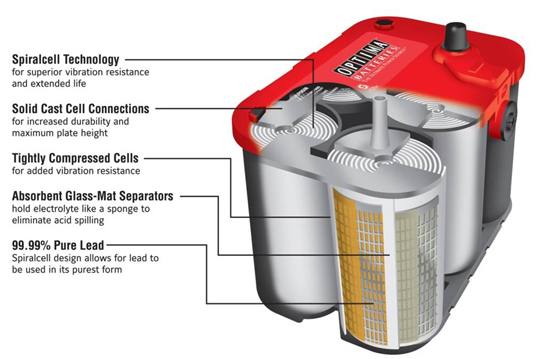 Spiralcell Technology
for superior vibration resistance
and extended life
Solid Cast Cell Connections
for increased durability and
maximum plate height
Tightly Compressed Cells
for added vibration resistance
Absorbent Glass-Mat Separators
hold electrolyte like a sponge to
eliminate acid spilling
99.99% Pure Lead
Spiralcell design allows for lead to
be used in its purest form
OPTIMA
BATTERIES